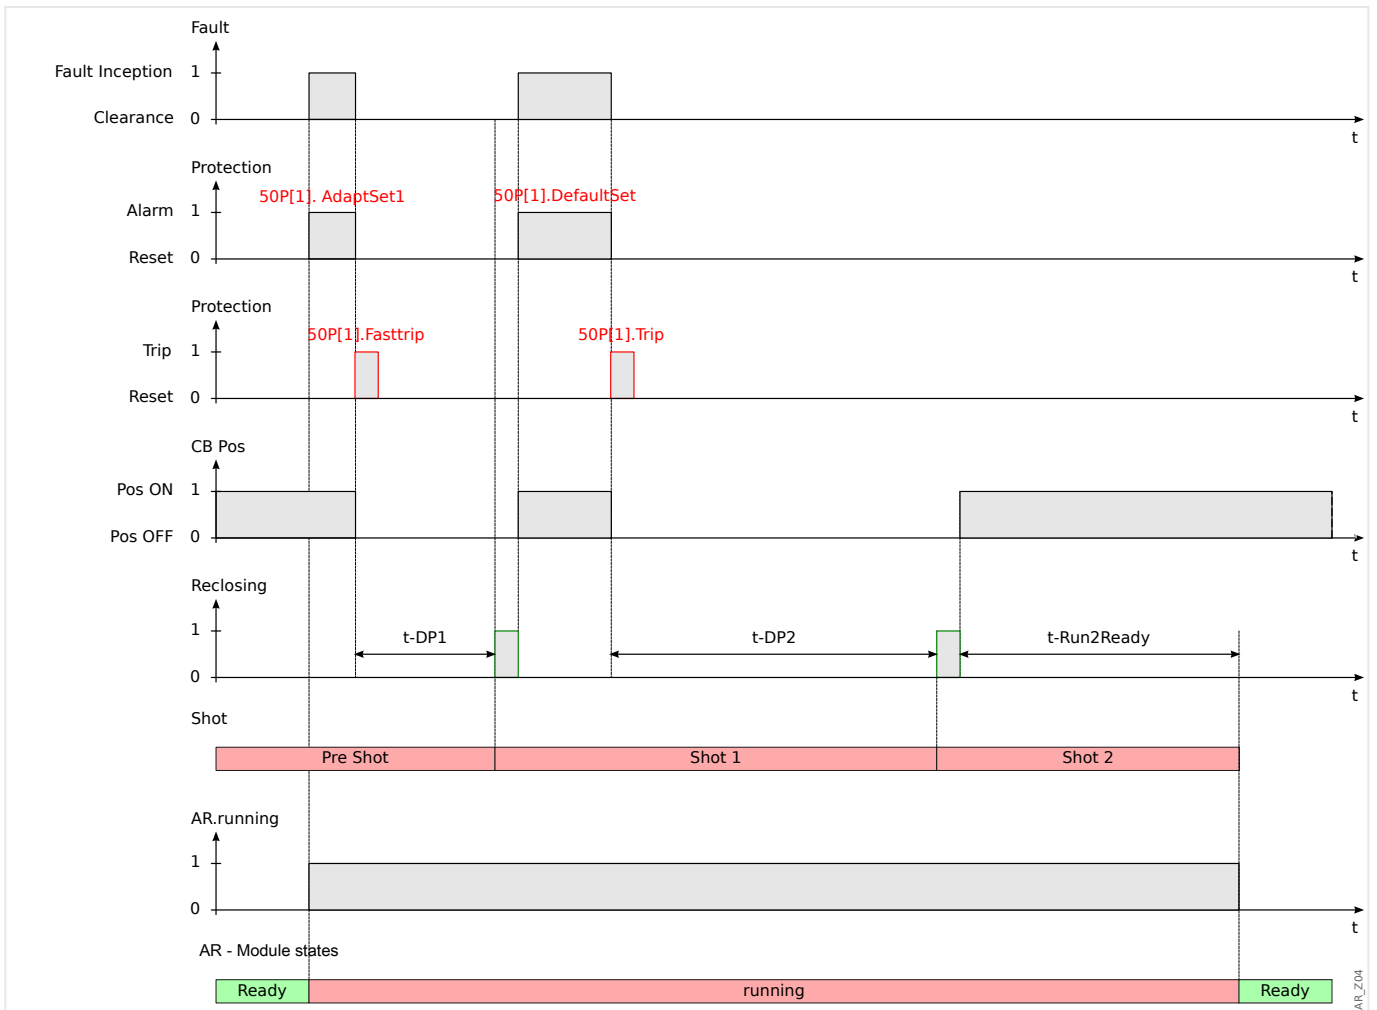 Fault
Fault Inception 1
Clearance 0
t
Protection
50P[1]. AdaptSet1 50P[1].DefaultSet
Alarm 1
Reset 0
t
Protection
50P[1].Fasttrip 50P[1].Trip
Trip 1
Reset 0
t
CB Pos
Pos ON 1
Pos OFF 0
t
Reclosing
1
t-DP1 t-DP2 t-Run2Ready
0
t
Shot
Pre Shot Shot 1 Shot 2
AR.running
1
0
t
AR - Module states
Ready running Ready
AR_Z04